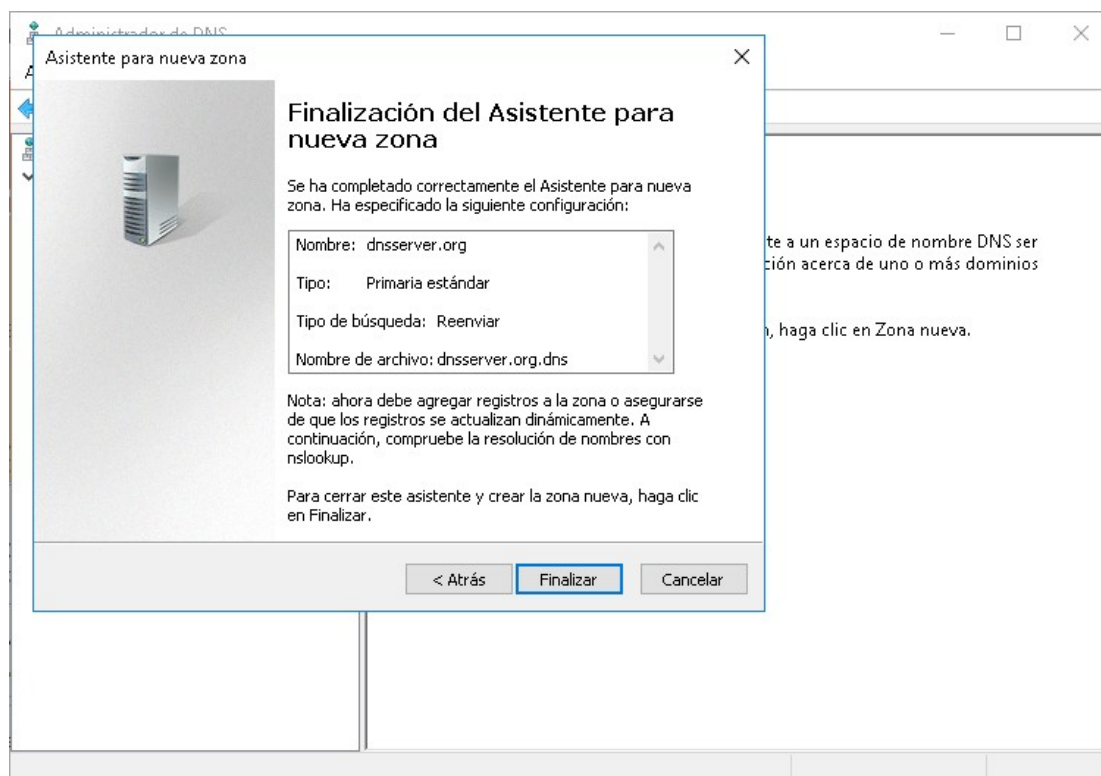 Administrador de DNS
Asistente para nueva zona
Finalización del Asistente para
nueva zona
Se ha completado correctamente el Asistente para nueva
zona. Ha especificado la siguiente configuración:
Nombre: dnsserver.org
Tipo: Primaria estándar
Tipo de búsqueda: Reenviar
Nombre de archivo: dnsserver.org.dns
Nota: ahora debe agregar registros a la zona o asegurarse
de que los registros se actualizan dinámicamente. A
continuación, compruebe la resolución de nombres con
nslookup.
Para cerrar este asistente y crear la zona nueva, haga clic
en Finalizar.
< Atrás Finalizar Cancelar
a un espacio de nombre DNS ser
acerca de uno o más dominios
, haga clic en Zona nueva.